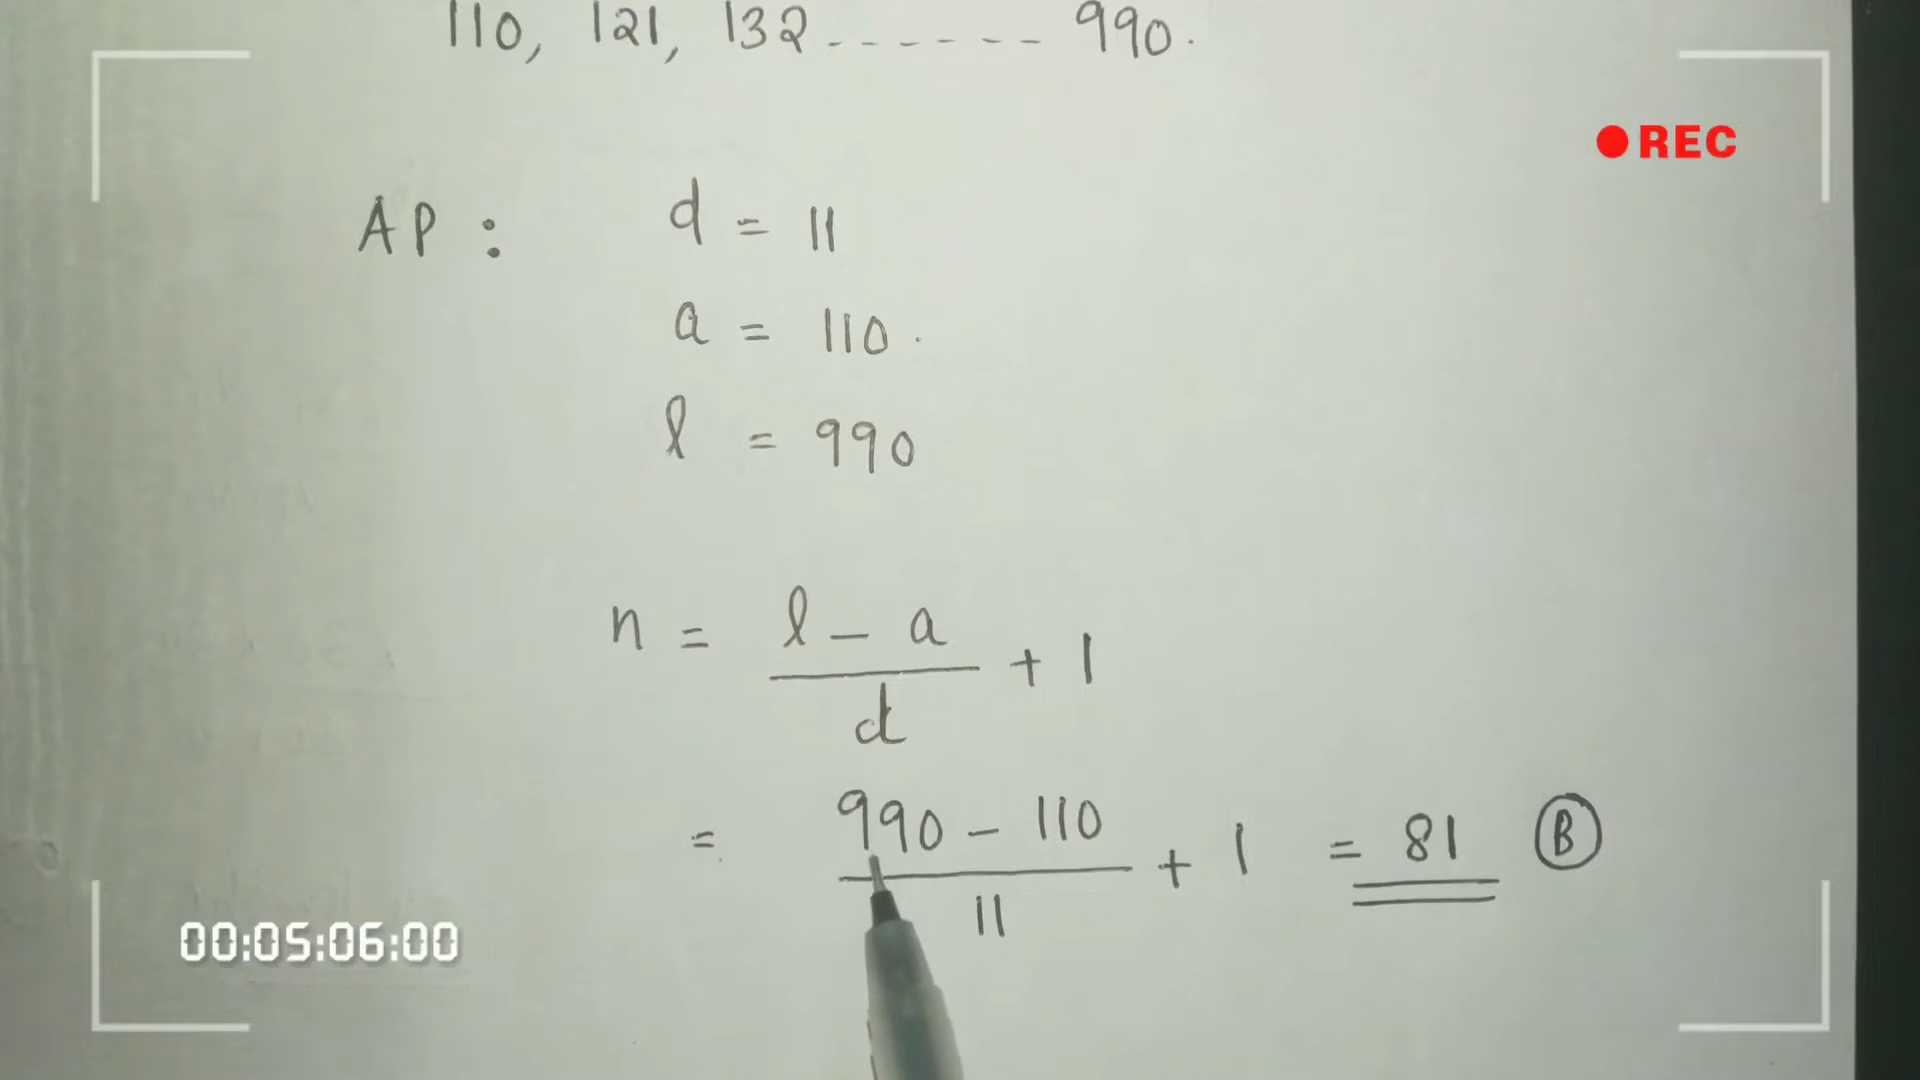 110, 121, 132 ------ 990.
REC
AP : d = 11
a = 110.
l = 990
n = l - a / d + 1
= 990 - 110 / 11 + 1 = 81 B
00:05:06:00